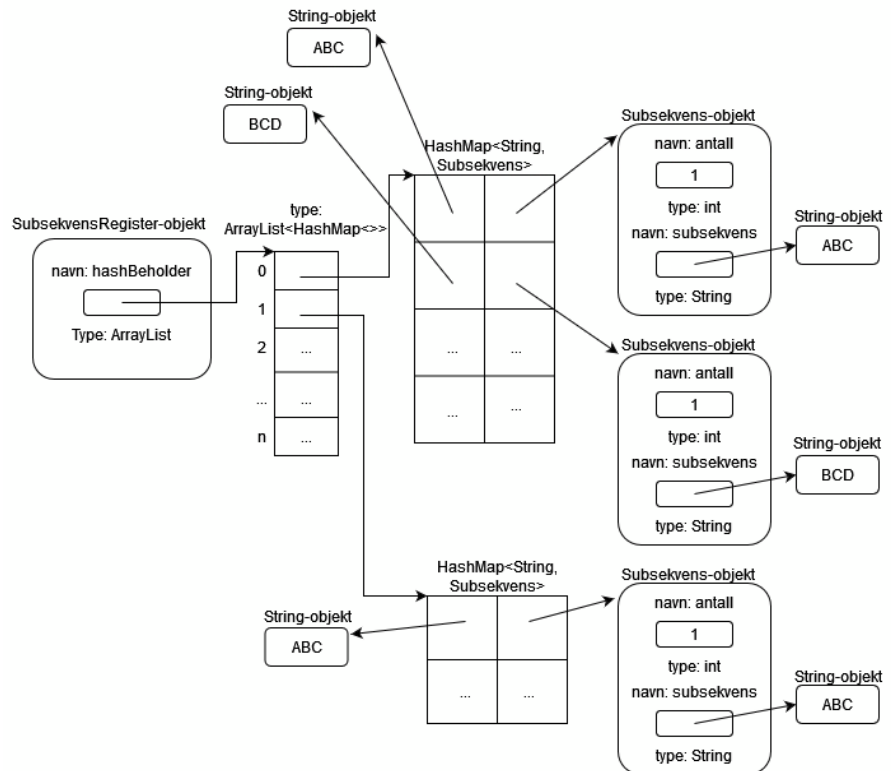 String-objekt
ABC
String-objekt
BCD
HashMap<String,
Subsekvens>
Subsekvens-objekt
navn: antall
1
type: int
navn: subsekvens
type: String
String-objekt
ABC
SubsekvensRegister-objekt
navn: hashBeholder
Type: ArrayList
type:
ArrayList<HashMap<>>
0
1
2
...
...
...
n
...
... ...
... ...
Subsekvens-objekt
navn: antall
1
type: int
navn: subsekvens
type: String
String-objekt
BCD
HashMap<String,
Subsekvens>
String-objekt
ABC
... ...
Subsekvens-objekt
navn: antall
1
type: int
navn: subsekvens
type: String
String-objekt
ABC